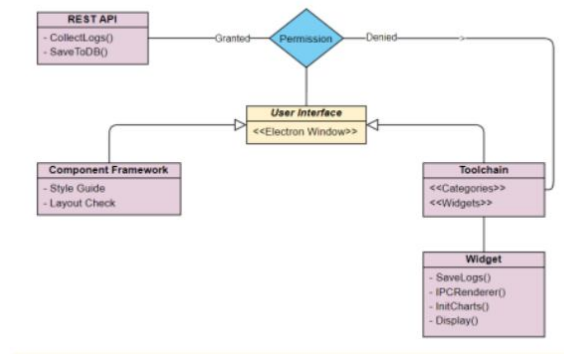 REST API
- CollectLogs()
- SaveToDB()
Granted
Permission
Denied
>
User Interface
<<Electron Window>>
Component Framework
- Style Guide
- Layout Check
Toolchain
<<Categories>>
<<Widgets>>
Widget
- SaveLogs()
- IPCRenderer()
- InitCharts()
- Display()